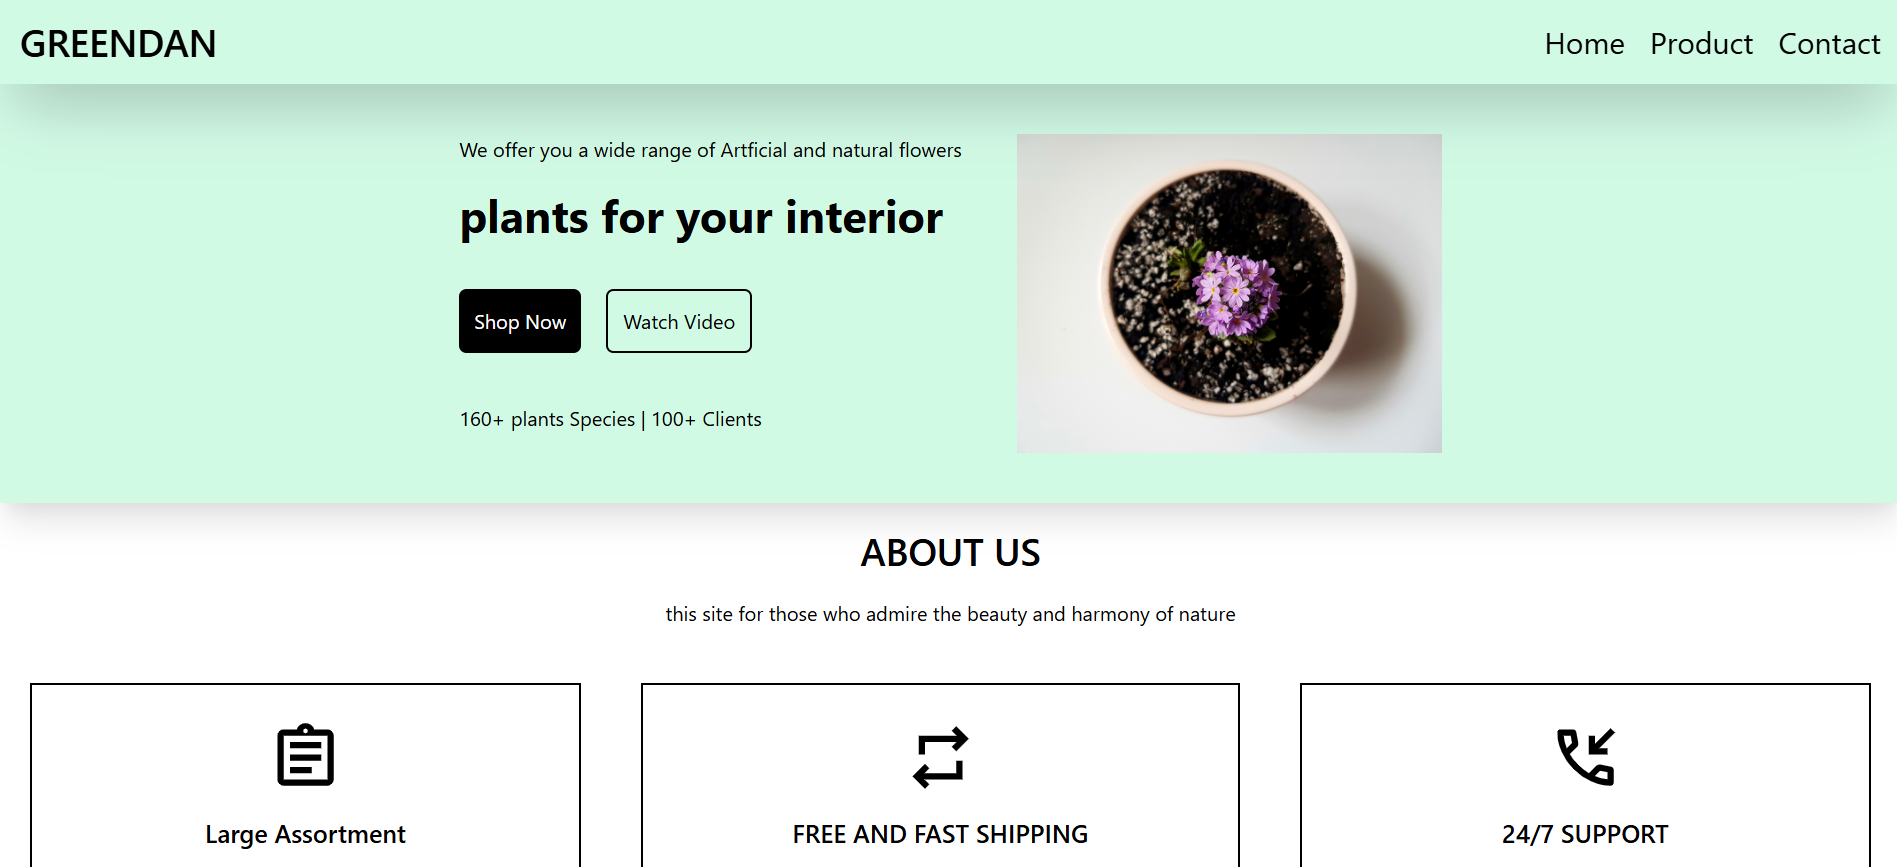 GREENDAN
Home Product Contact
We offer you a wide range of Artficial and natural flowers
plants for your interior
Shop Now
Watch Video
160+ plants Species | 100+ Clients
ABOUT US
this site for those who admire the beauty and harmony of nature
Large Assortment
FREE AND FAST SHIPPING
24/7 SUPPORT